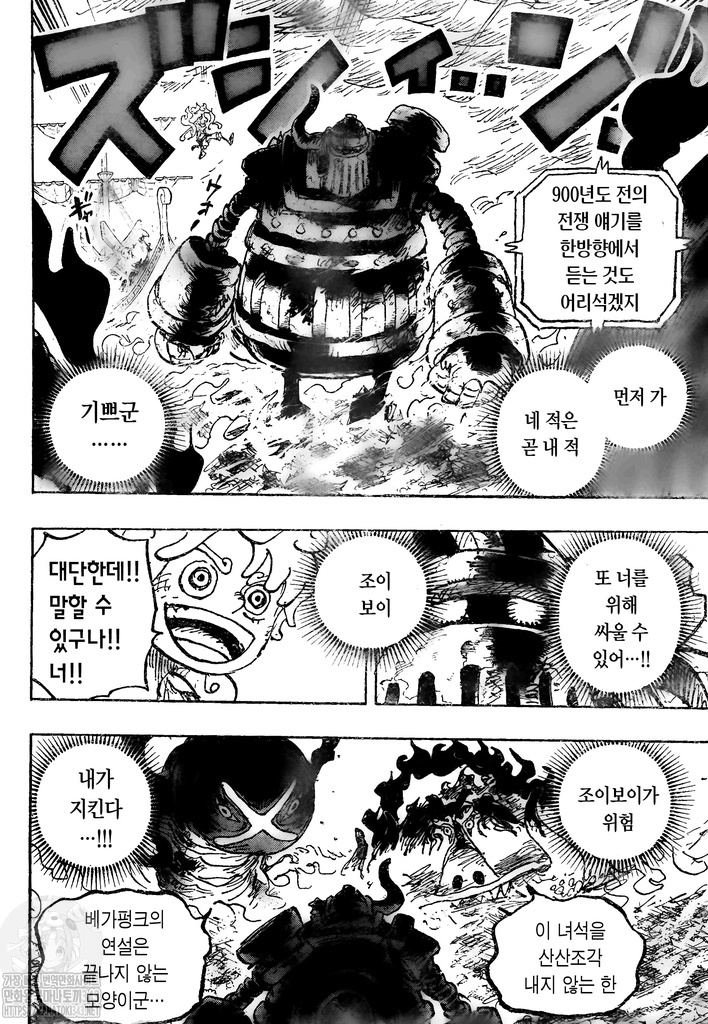 ズシィ...ン
ギャ
900년도 전의
전쟁 얘기를
한방향에서
듣는 것도
어리석겠지
먼저 가
네 적은
곧 내 적
기쁘군
……
또 너를
위해
싸울 수
있어…!!
조이
보이
대단한데!!
말할 수
있구나!!
너!!
조이보이가
위험
내가
지킨다
…!!!
이 녀석을
산산조각
내지 않는 한
베가펑크의
연설은
끝나지 않는
모양이군…